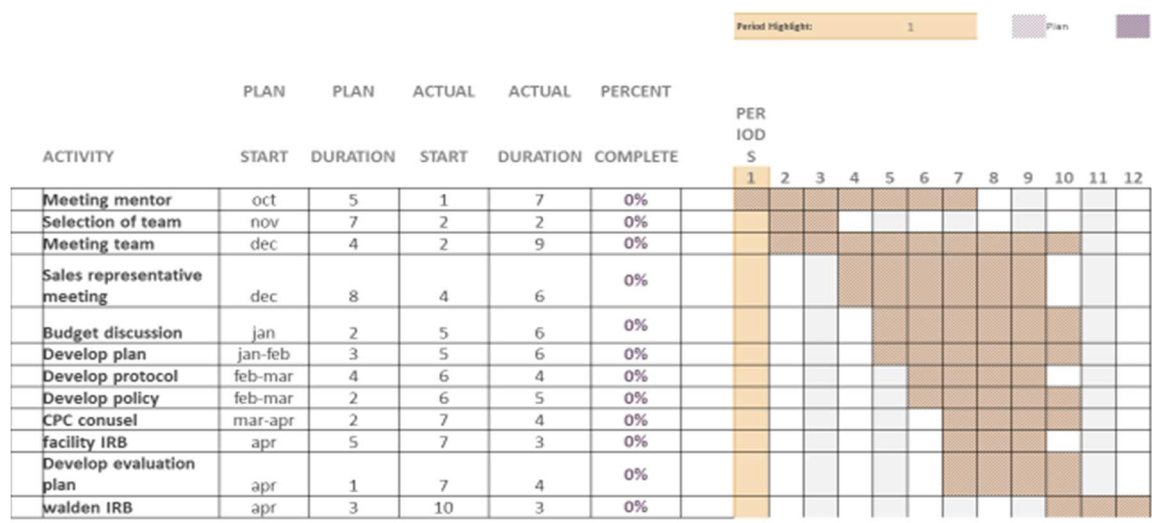 Period Highlight: 1 Plan
PLAN PLAN ACTUAL ACTUAL PERCENT
PER
IOD
ACTIVITY START DURATION START DURATION COMPLETE S
1 2 3 4 5 6 7 8 9 10 11 12
Meeting mentor oct 5 1 7 0%
Selection of team nov 7 2 2 0%
Meeting team dec 4 2 9 0%
Sales representative
meeting dec 8 4 6 0%
Budget discussion jan 2 5 6 0%
Develop plan jan-feb 3 5 6 0%
Develop protocol feb-mar 4 6 4 0%
Develop policy feb-mar 2 6 5 0%
CPC conusel mar-apr 2 7 4 0%
facility IRB apr 5 7 3 0%
Develop evaluation
plan apr 1 7 4 0%
walden IRB apr 3 10 3 0%